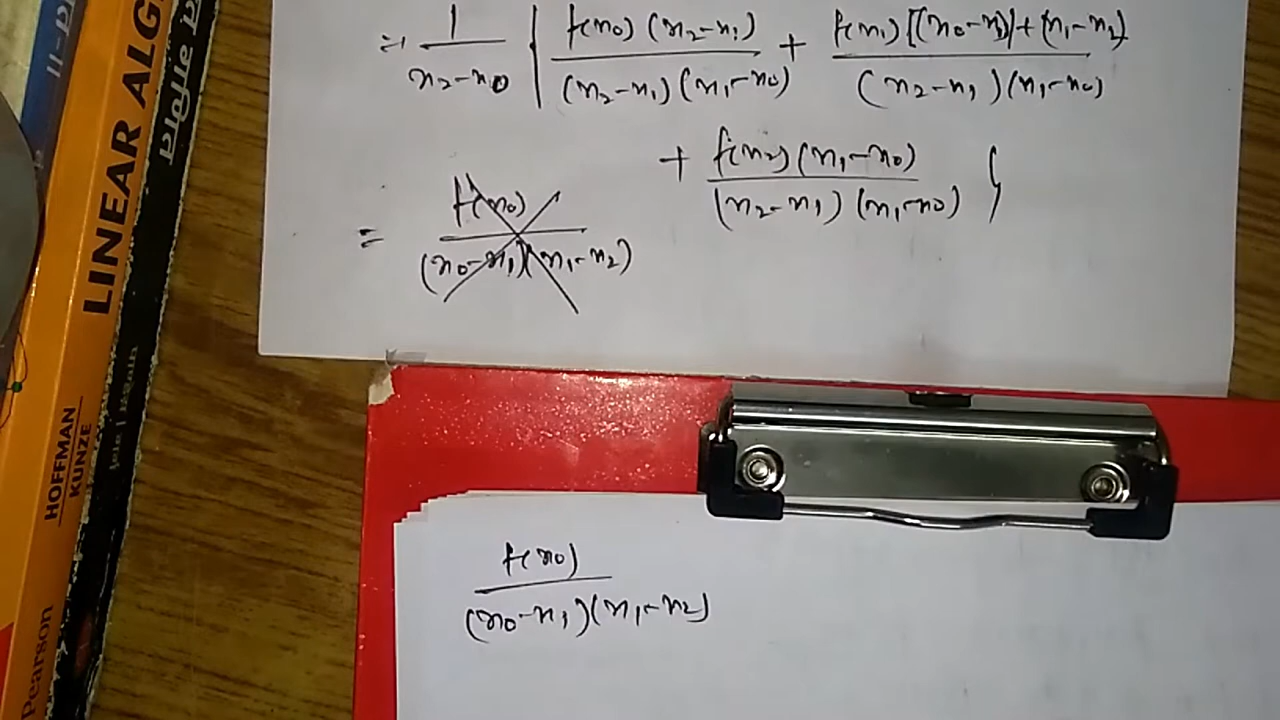 = 1/(x₂-x₀) { f(x₀)(x₂-x₁)/(x₂-x₁)(x₁-x₀) + f(x₁)[(x₀-x₁)+(x₁-x₂)]/(x₂-x₁)(x₁-x₀)
+ f(x₂)(x₁-x₀)/(x₂-x₁)(x₁-x₀) }
= f(x₀)/(x₀-x₁)(x₁-x₂)
f(x₀)/(x₀-x₁)(x₁-x₂)
LINEAR ALG
HOFFMAN
KUNZE
Pearson